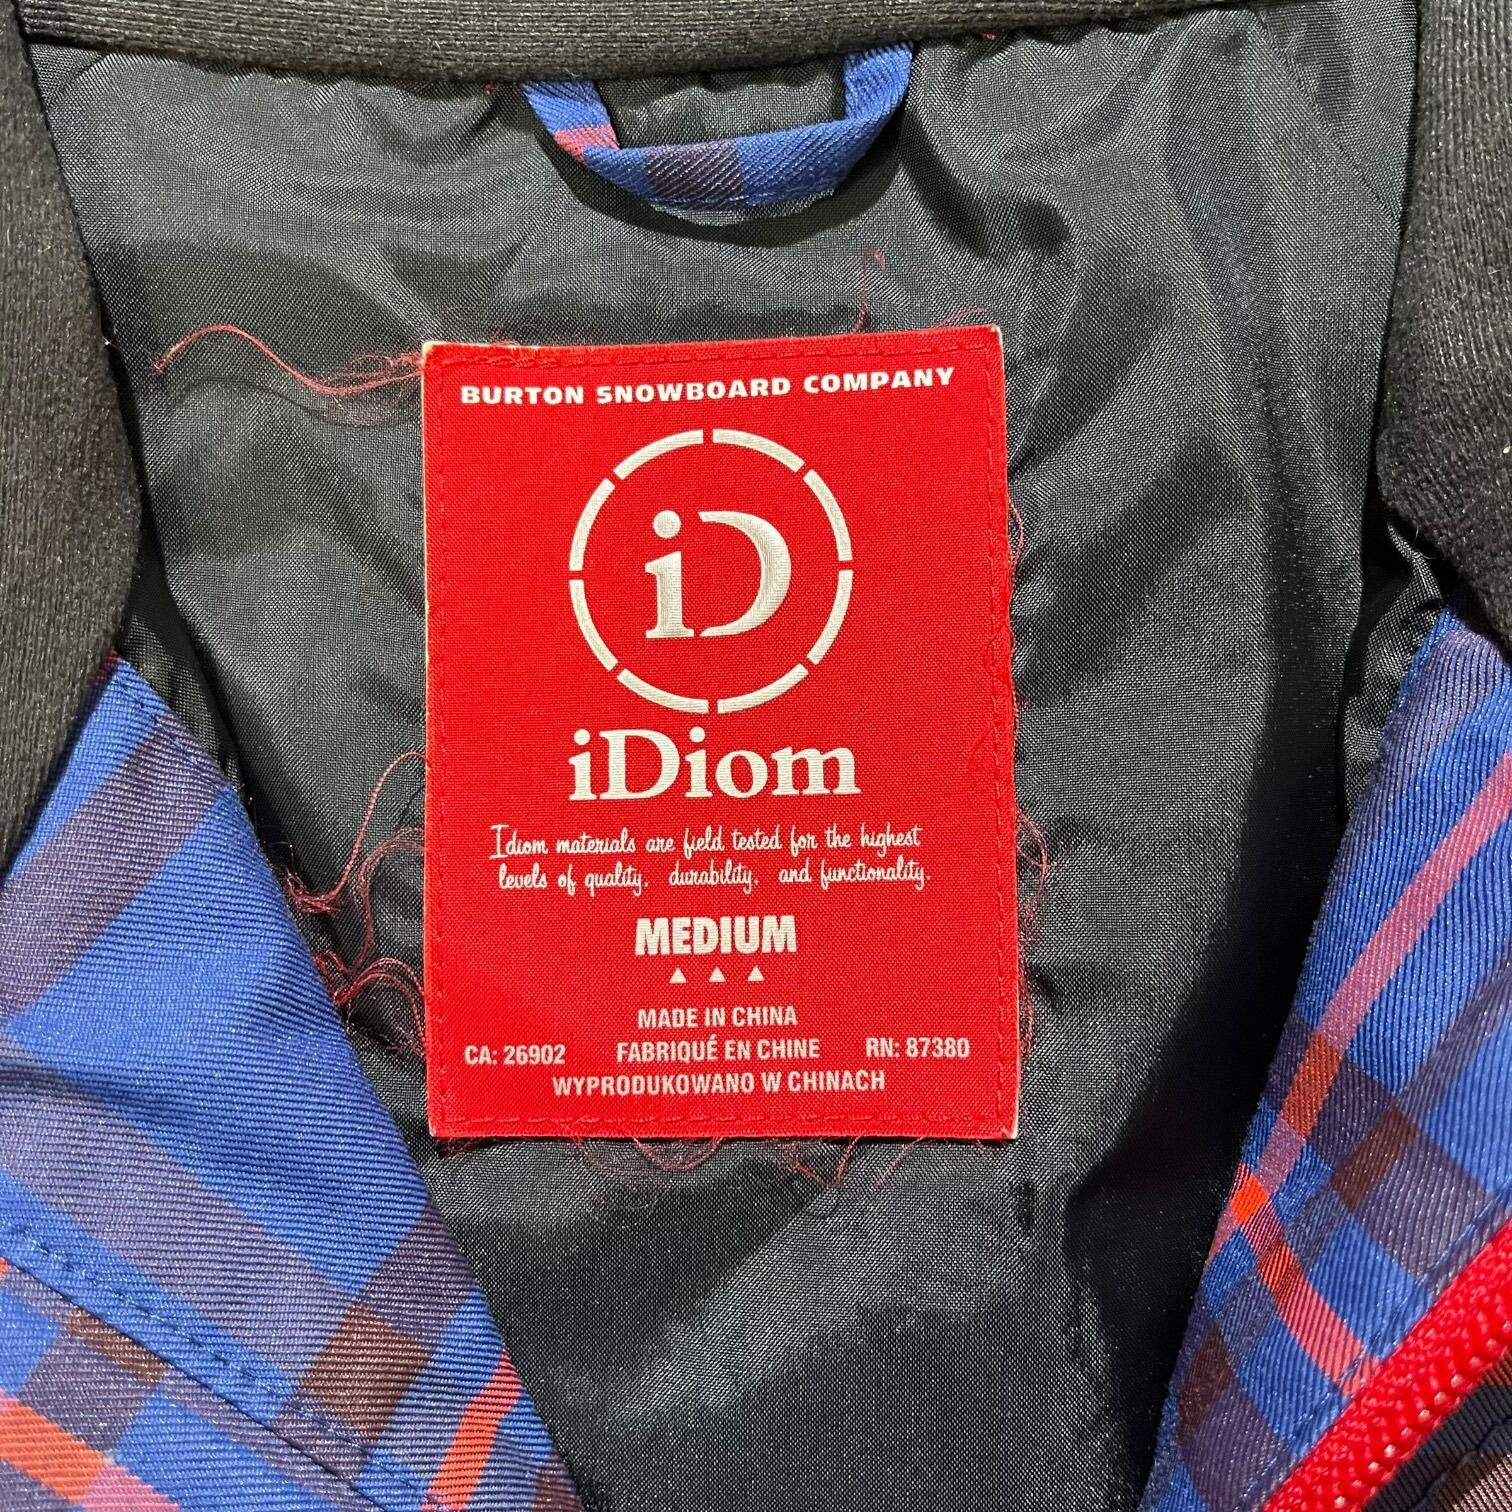 BURTON SNOWBOARD COMPANY
iD
iDiom
Idiom materials are field tested for the highest
levels of quality, durability, and functionality.
MEDIUM
MADE IN CHINA
CA: 26902 FABRIQUÉ EN CHINE RN: 87380
WYPRODUKOWANO W CHINACH